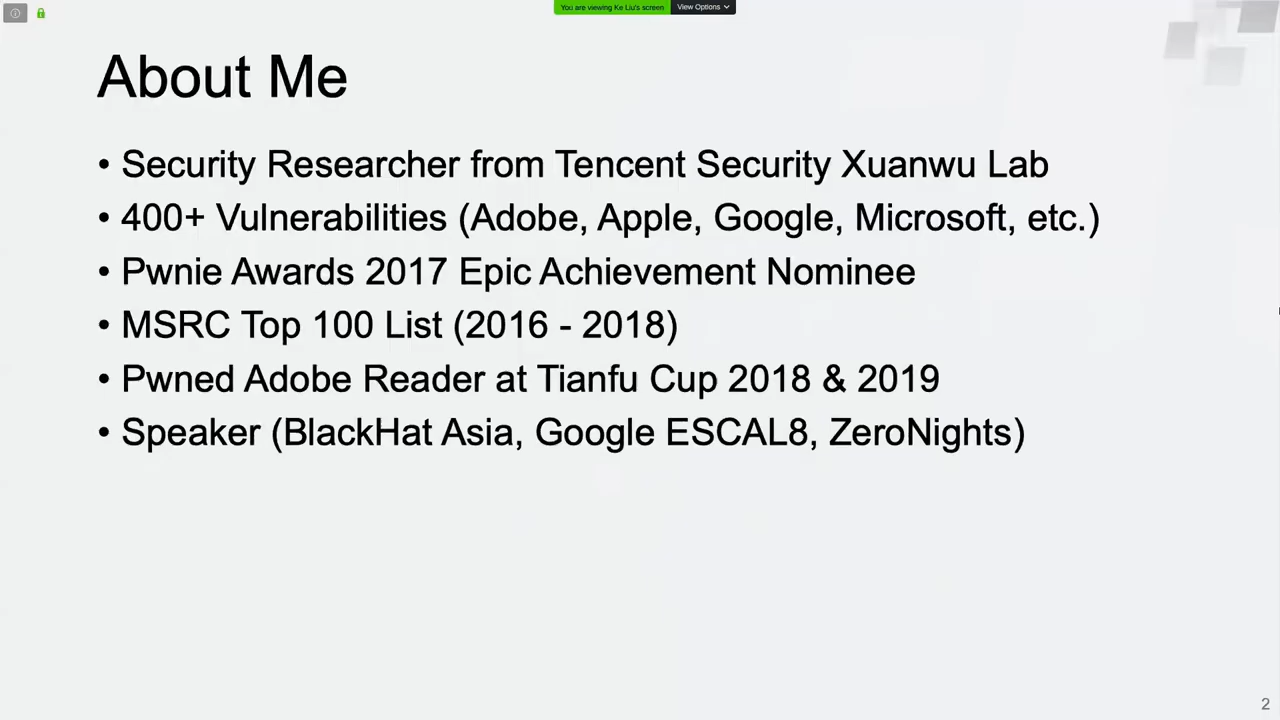 You are viewing Ke Liu's screen View Options
About Me
• Security Researcher from Tencent Security Xuanwu Lab
• 400+ Vulnerabilities (Adobe, Apple, Google, Microsoft, etc.)
• Pwnie Awards 2017 Epic Achievement Nominee
• MSRC Top 100 List (2016 - 2018)
• Pwned Adobe Reader at Tianfu Cup 2018 & 2019
• Speaker (BlackHat Asia, Google ESCAL8, ZeroNights)
2